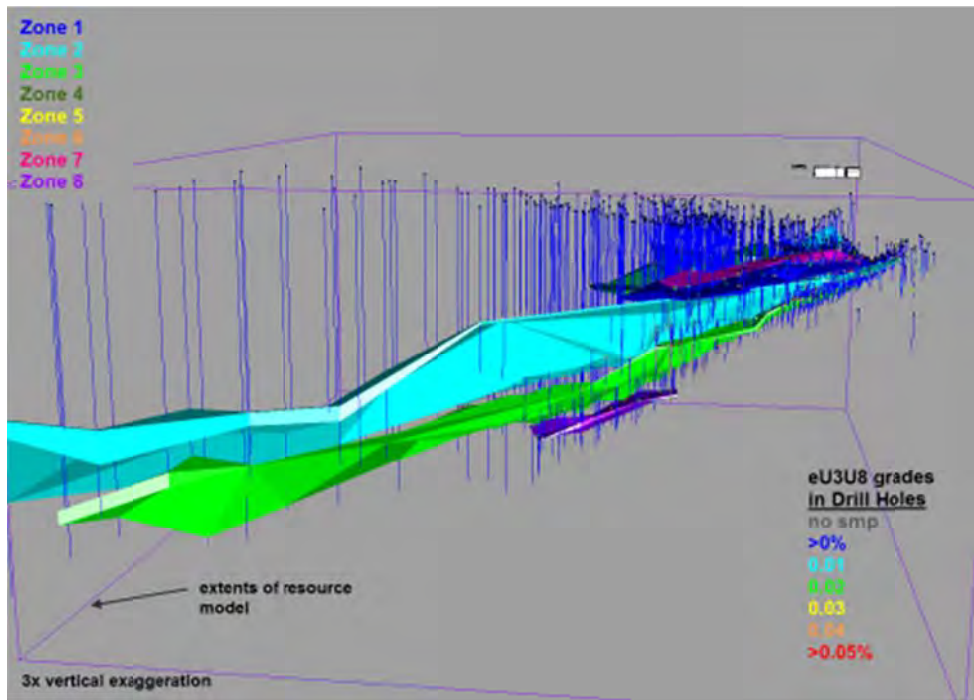 Zone 1
Zone 2
Zone 3
Zone 4
Zone 5
Zone 6
Zone 7
Zone 8
eU3U8 grades
in Drill Holes
no smp
>0%
0.01
0.02
0.03
0.04
>0.05%
extents of resource
model
3x vertical exaggeration